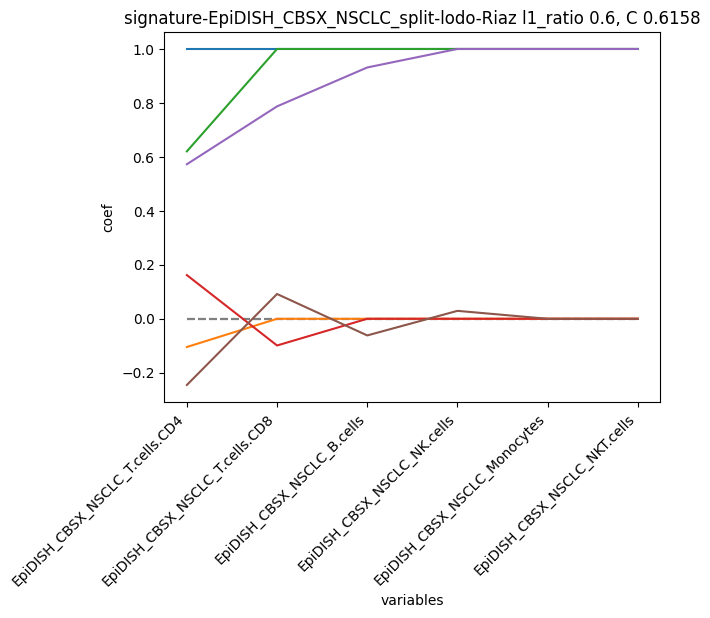 signature-EpiDISH_CBSX_NSCLC_split-lodo-Riaz l1_ratio 0.6, C 0.6158
1.0
0.8
0.6
0.4
0.2
0.0
−0.2
coef
EpiDISH_CBSX_NSCLC_T.cells.CD4
EpiDISH_CBSX_NSCLC_T.cells.CD8
EpiDISH_CBSX_NSCLC_B.cells
EpiDISH_CBSX_NSCLC_NK.cells
EpiDISH_CBSX_NSCLC_Monocytes
EpiDISH_CBSX_NSCLC_NKT.cells
variables